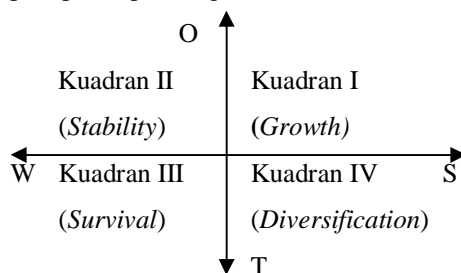 O
Kuadran II Kuadran I
(Stability) (Growth)
W Kuadran III Kuadran IV S
(Survival) (Diversification)
T